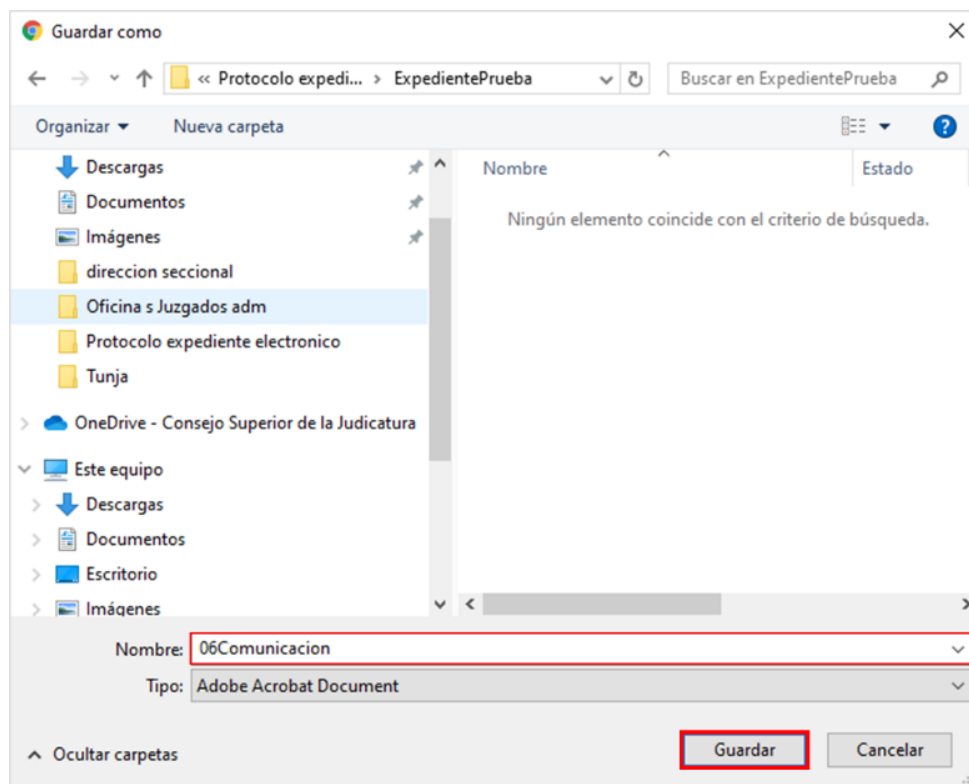 Guardar como
« Protocolo expedi... › ExpedientePrueba
Buscar en ExpedientePrueba
Organizar
Nueva carpeta
?
Descargas
Documentos
Imágenes
direccion seccional
Oficina s Juzgados adm
Protocolo expediente electronico
Tunja
OneDrive - Consejo Superior de la Judicatura
Este equipo
Descargas
Documentos
Escritorio
Imágenes
Nombre
Estado
Ningún elemento coincide con el criterio de búsqueda.
Nombre: 06Comunicacion
Tipo: Adobe Acrobat Document
Ocultar carpetas
Guardar
Cancelar